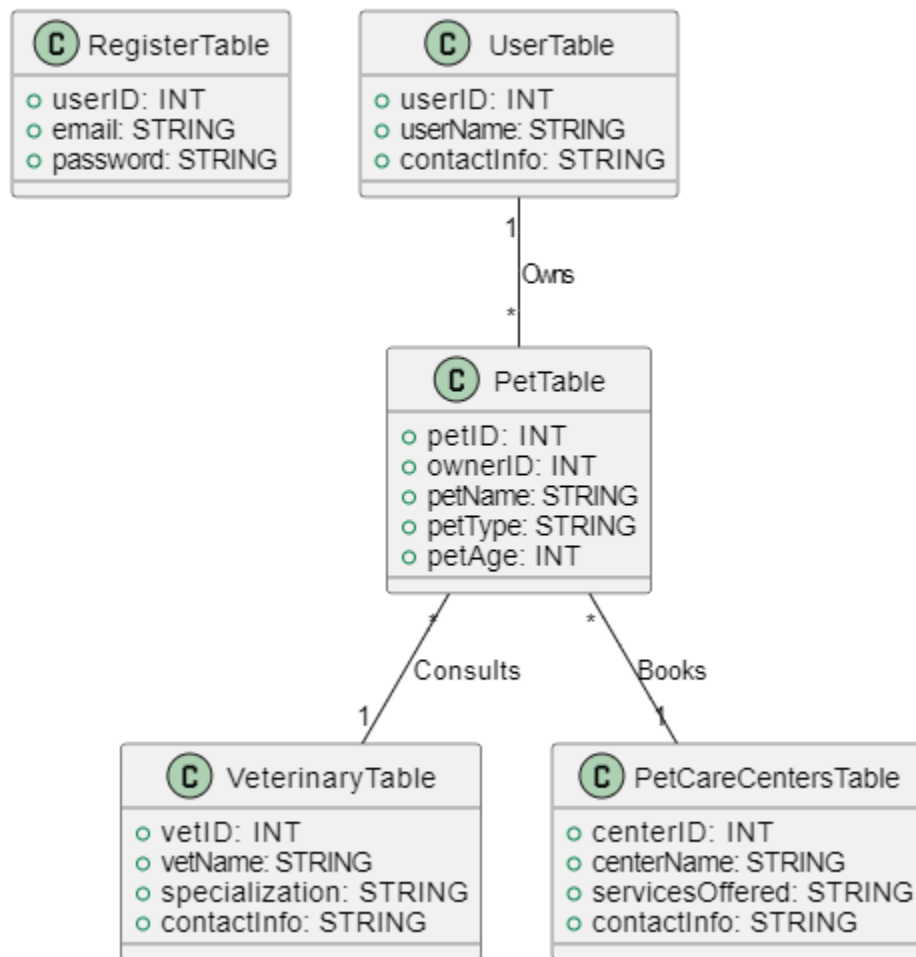 C RegisterTable
userID: INT
email: STRING
password: STRING
C UserTable
userID: INT
userName: STRING
contactInfo: STRING
1
Owns
*
C PetTable
petID: INT
ownerID: INT
petName: STRING
petType: STRING
petAge: INT
*
Consults
1
*
Books
1
C VeterinaryTable
vetID: INT
vetName: STRING
specialization: STRING
contactInfo: STRING
C PetCareCentersTable
centerID: INT
centerName: STRING
servicesOffered: STRING
contactInfo: STRING